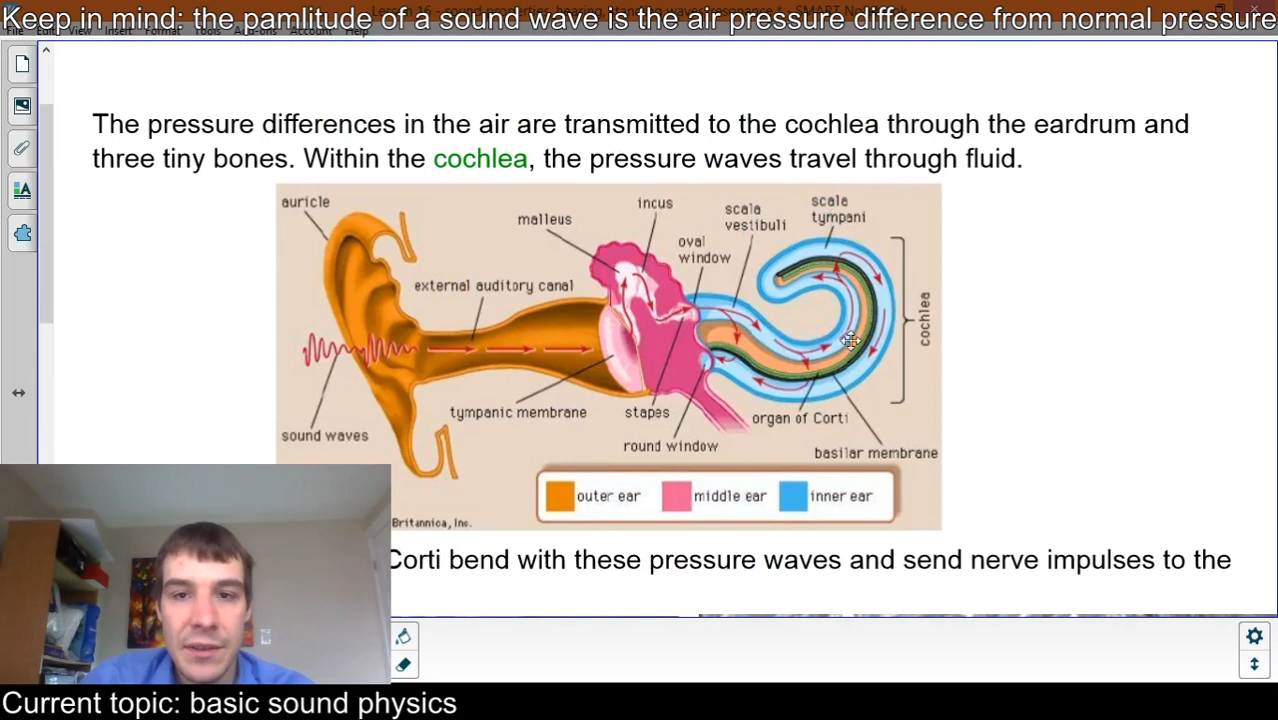 Keep in mind: the pamlitude of a sound wave is the air pressure difference from normal pressure
The pressure differences in the air are transmitted to the cochlea through the eardrum and
three tiny bones. Within the cochlea, the pressure waves travel through fluid.
auricle
malleus
incus
scala
vestibuli
scala
tympani
oval
window
external auditory canal
cochlea
tympanic membrane
stapes
organ of Corti
sound waves
round window
basilar membrane
outer ear
middle ear
inner ear
Britannica, Inc.
Corti bend with these pressure waves and send nerve impulses to the
Current topic: basic sound physics